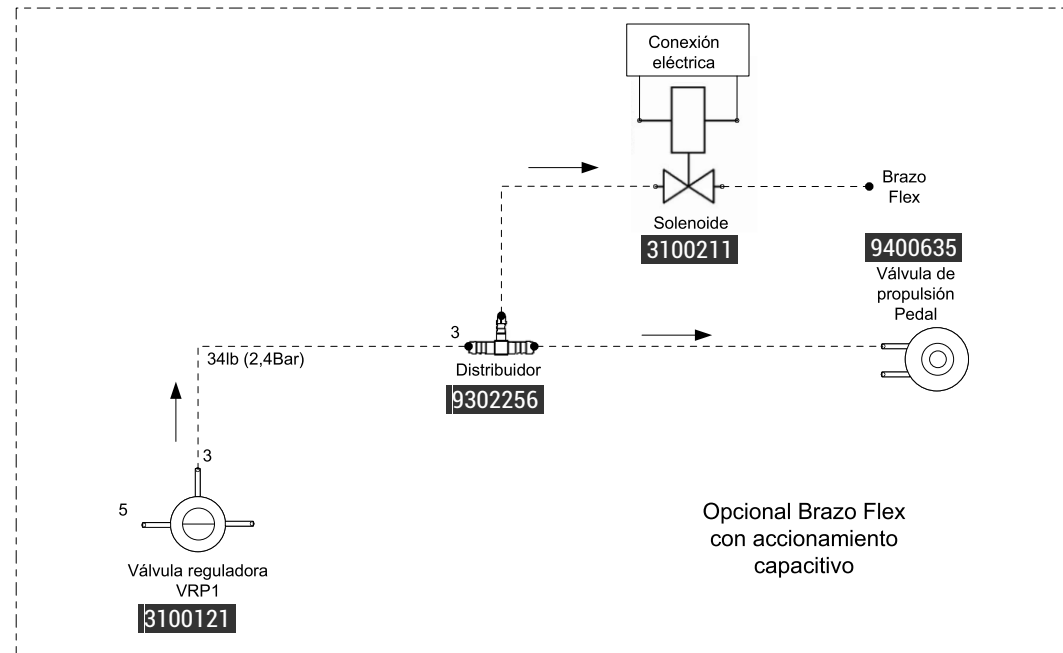 Conexión
eléctrica
Brazo
Flex
Solenoide
3100211
9400635
Válvula de
propulsión
Pedal
3
34lb (2,4Bar)
Distribuidor
9302256
3
5
Válvula reguladora
VRP1
3100121
Opcional Brazo Flex
con accionamiento
capacitivo